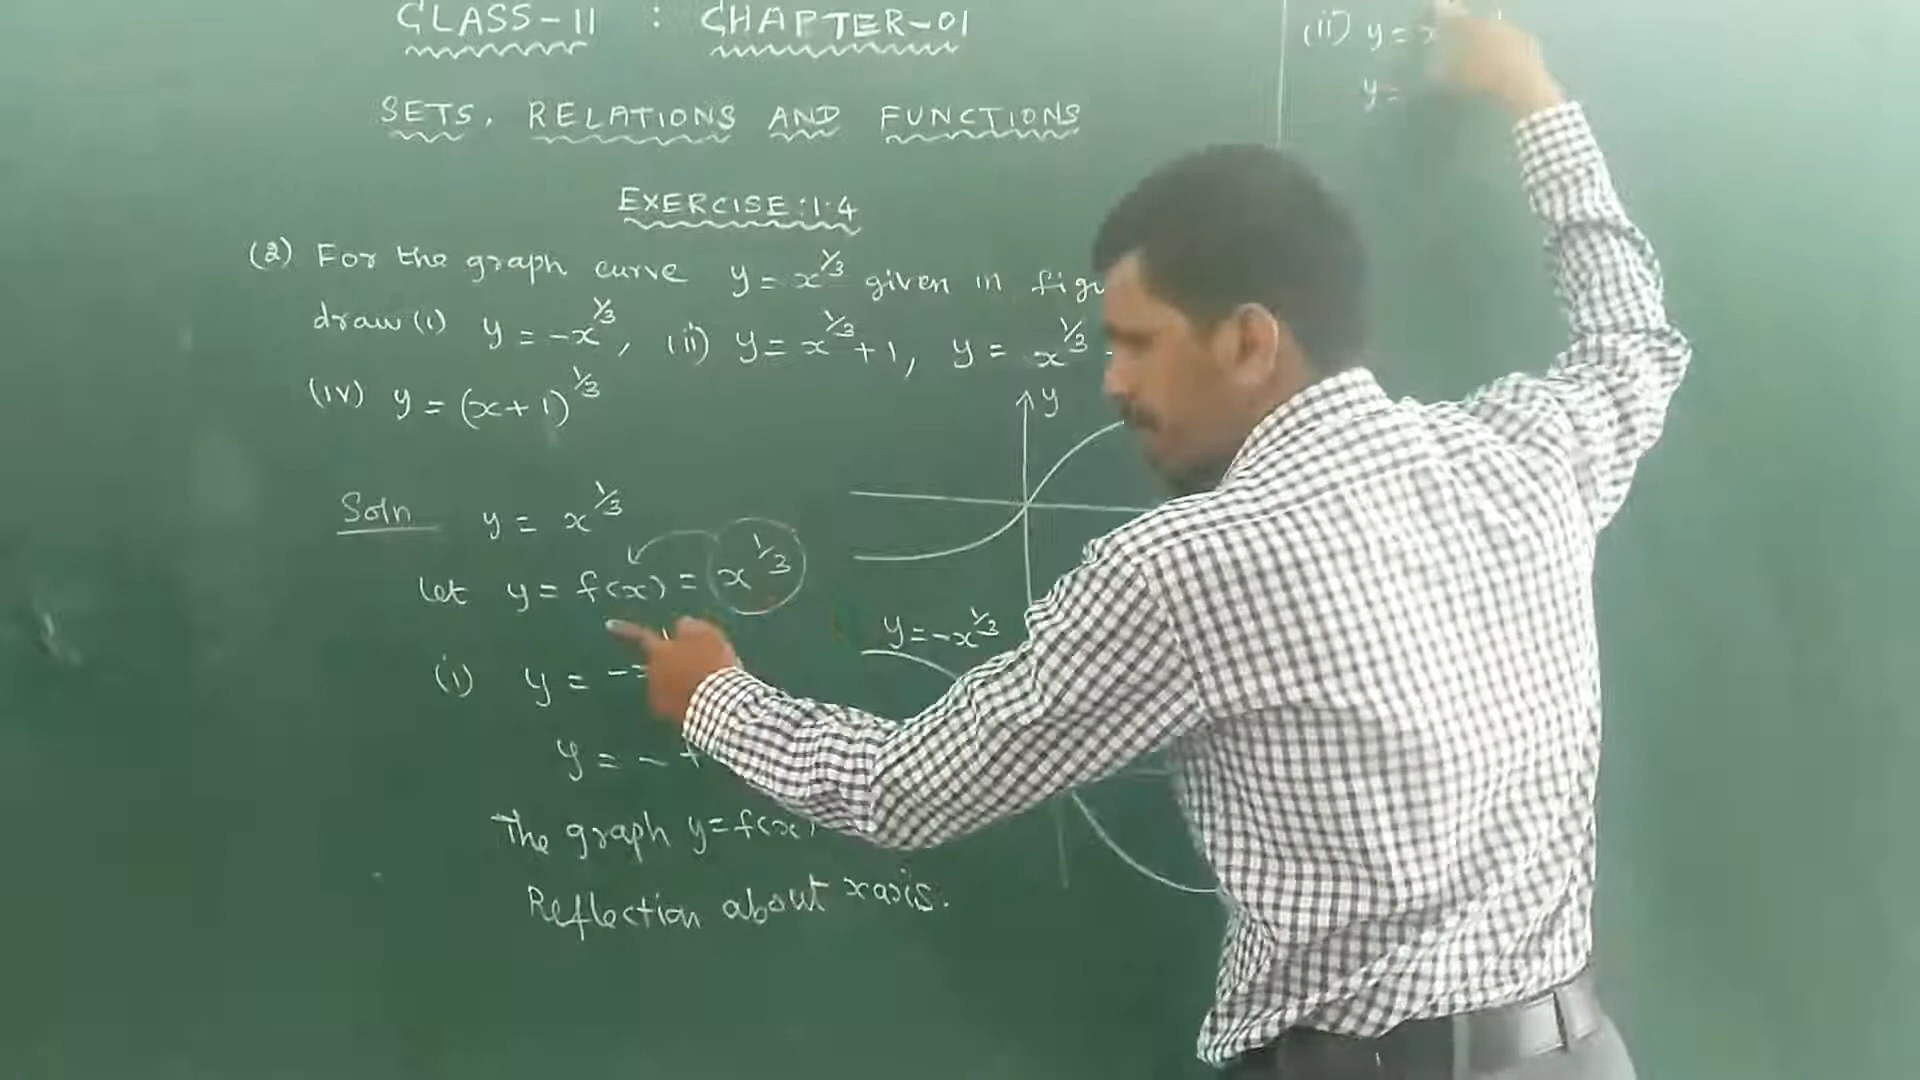 CLASS-11 : CHAPTER-01
SETS, RELATIONS AND FUNCTIONS
EXERCISE:1.4
(2) For the graph curve y = x^1/3 given in
draw (i) y = -x^1/3, (ii) y = x^1/3 + 1, y = x^1/3 -
(iv) y = (x+1)^1/3
y
Soln y = x^1/3
let y = f(x) = x^1/3
y = -x^1/3
(i) y = -
y = -
The graph y=f(x)
Reflection about x axis.
(ii) y = x
y =